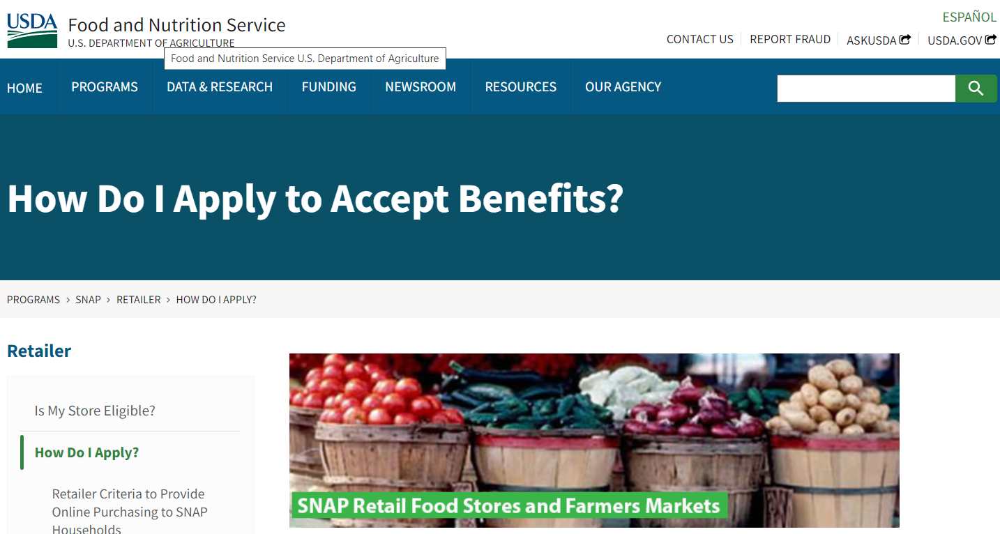 USDA
Food and Nutrition Service
U.S. DEPARTMENT OF AGRICULTURE
ESPAÑOL
CONTACT US
REPORT FRAUD
ASKUSDA
USDA.GOV
Food and Nutrition Service U.S. Department of Agriculture
HOME
PROGRAMS
DATA & RESEARCH
FUNDING
NEWSROOM
RESOURCES
OUR AGENCY
How Do I Apply to Accept Benefits?
PROGRAMS > SNAP > RETAILER > HOW DO I APPLY?
Retailer
Is My Store Eligible?
How Do I Apply?
Retailer Criteria to Provide
Online Purchasing to SNAP
Households
SNAP Retail Food Stores and Farmers Markets